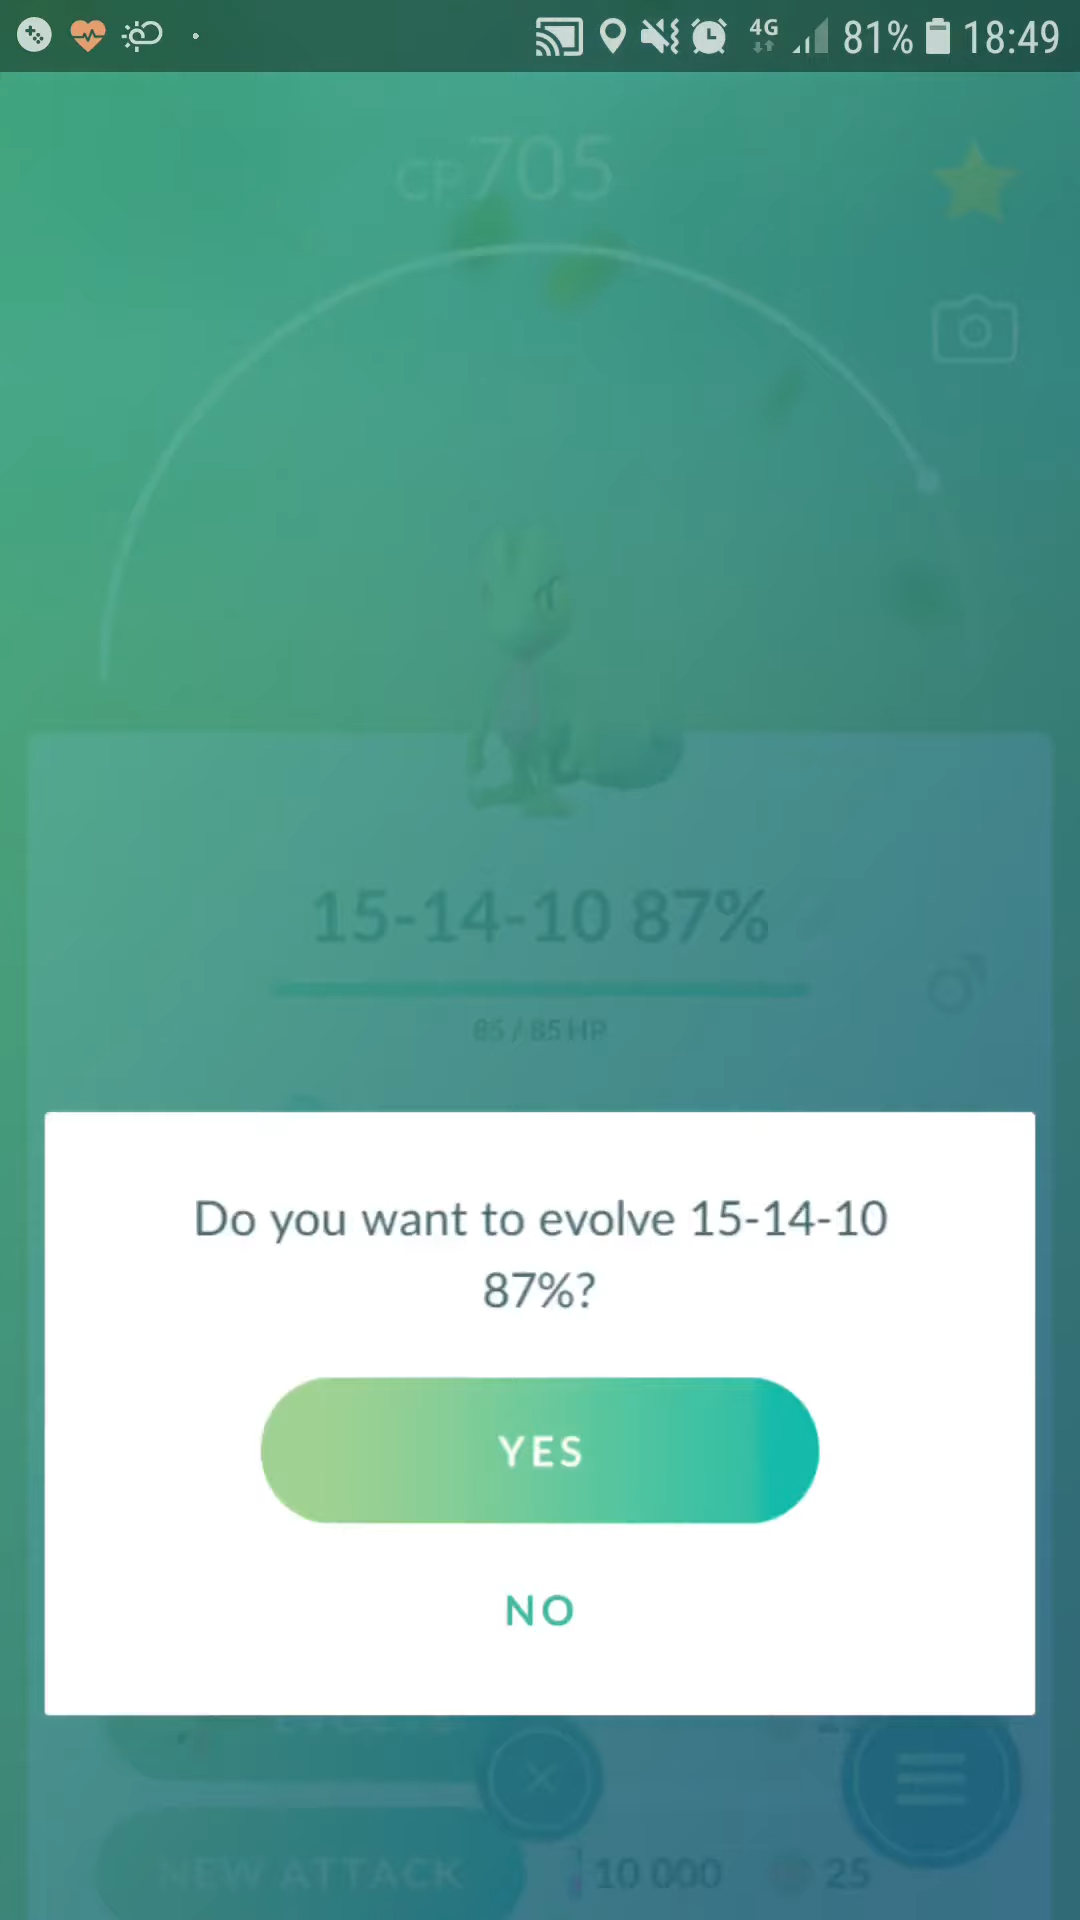 4G
81%
18:49
CP705
15-14-10 87%
85 / 85 HP
Do you want to evolve 15-14-10
87%?
YES
NO
NEW ATTACK
10 000
25